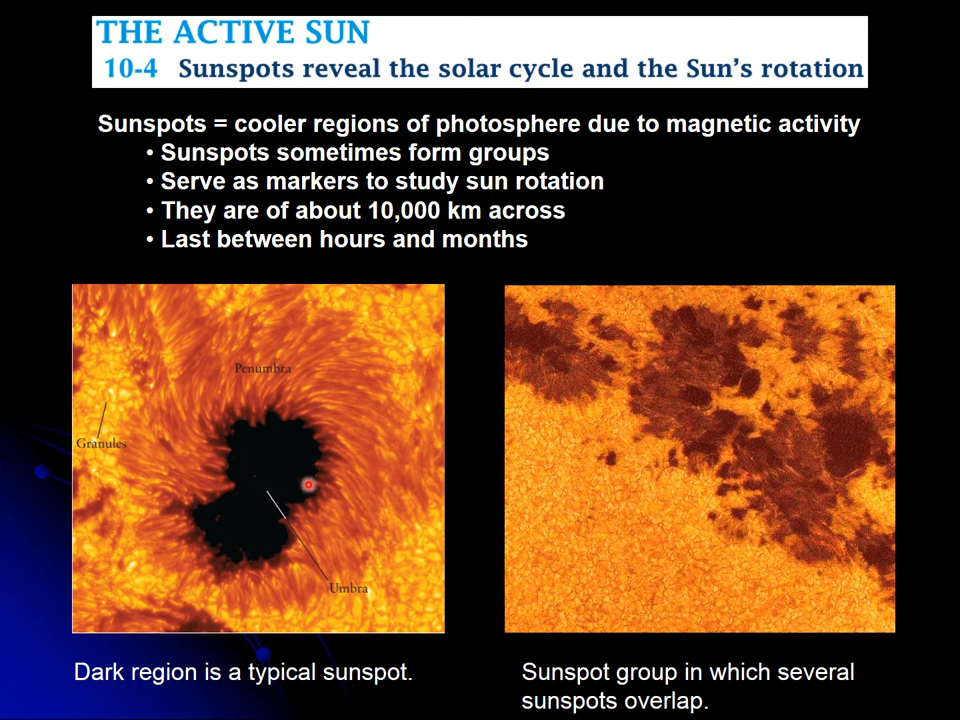 THE ACTIVE SUN
10-4 Sunspots reveal the solar cycle and the Sun's rotation
Sunspots = cooler regions of photosphere due to magnetic activity
• Sunspots sometimes form groups
• Serve as markers to study sun rotation
• They are of about 10,000 km across
• Last between hours and months
Penumbra
Granules
Umbra
Dark region is a typical sunspot.
Sunspot group in which several
sunspots overlap.